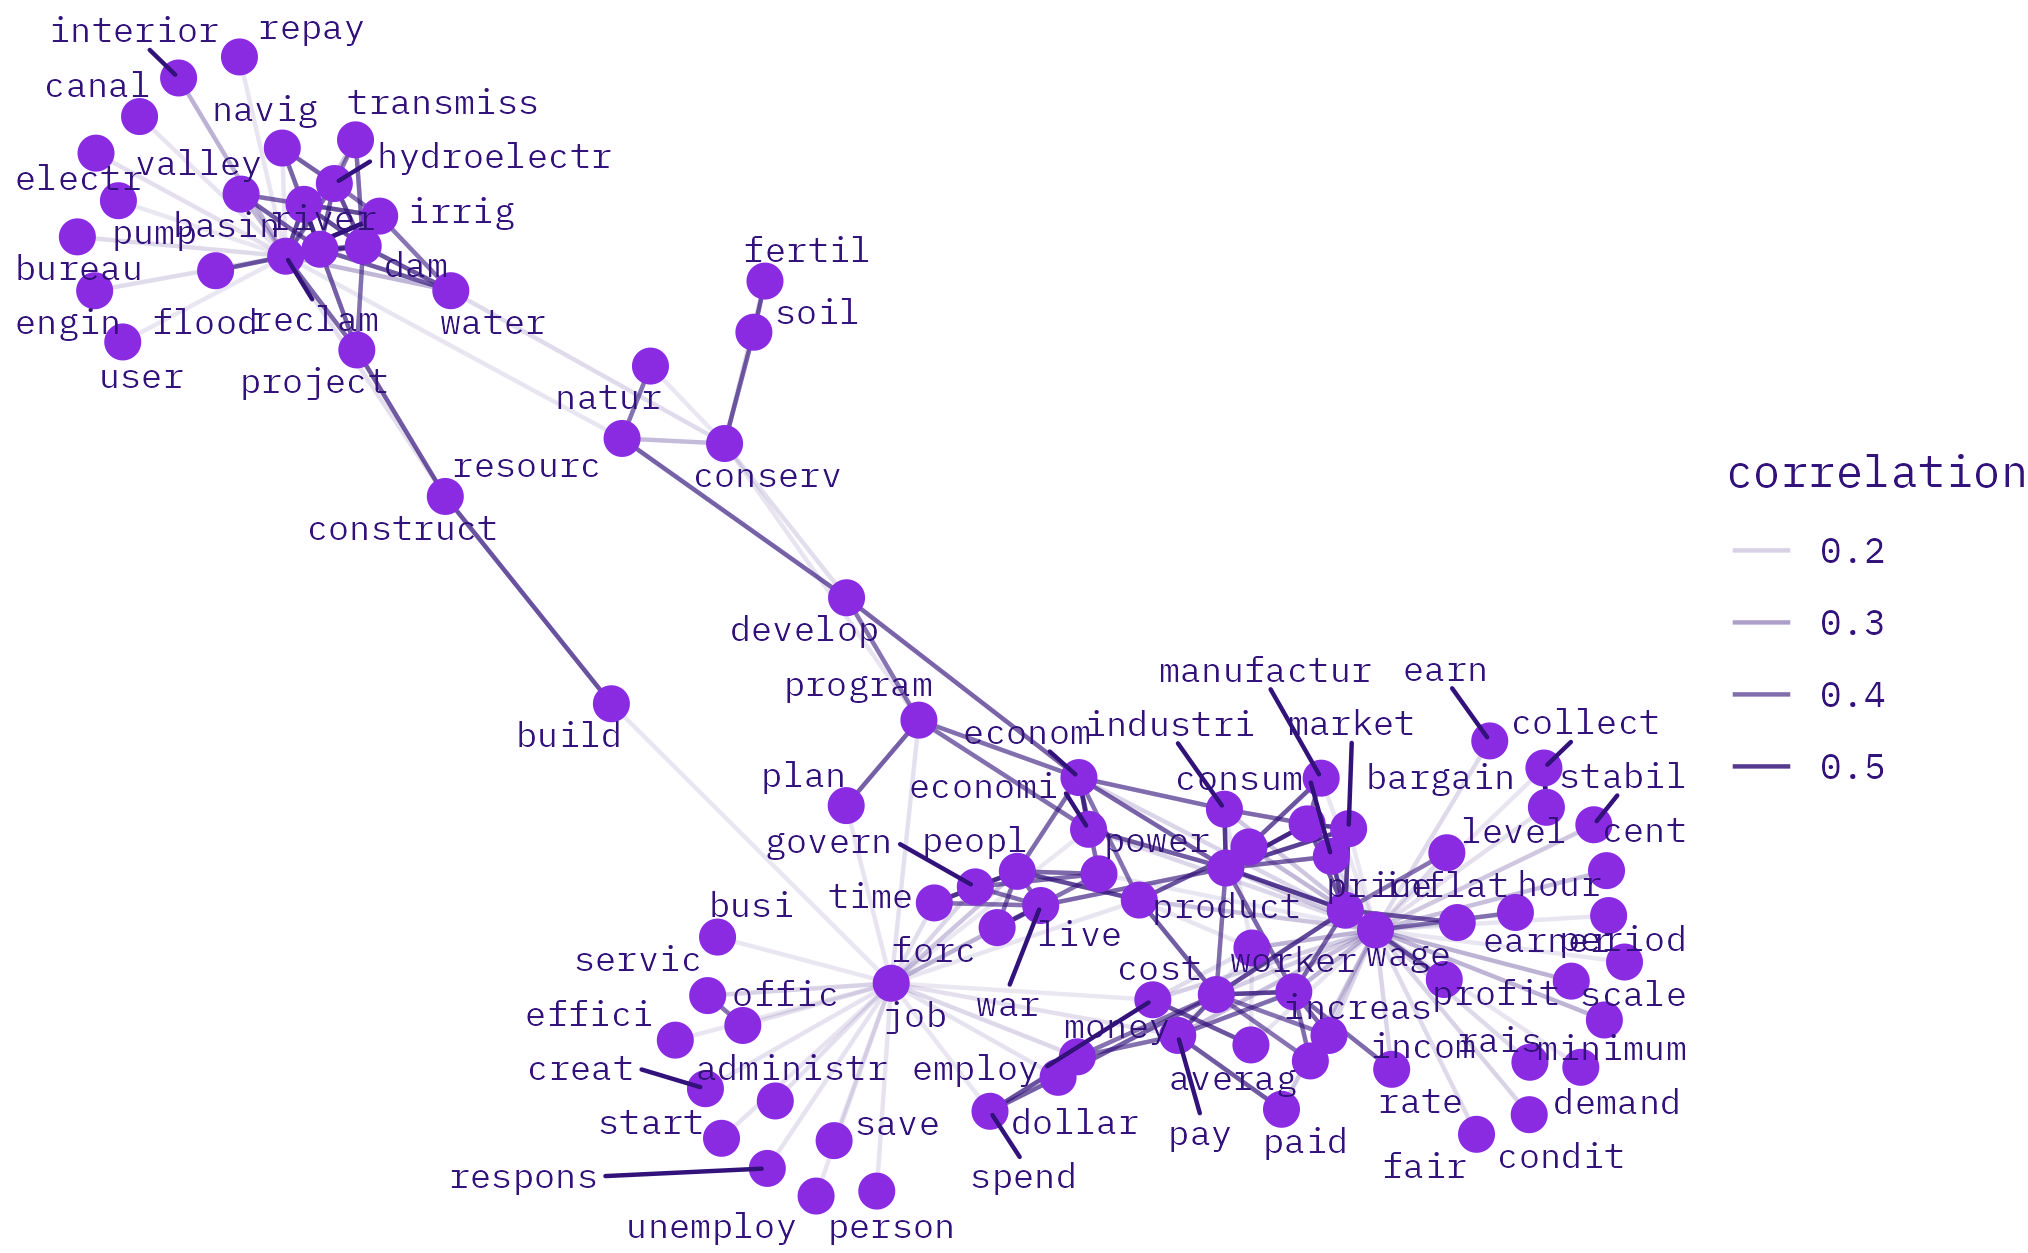 interior
repay
canal
navig
transmiss
valley
hydroelectr
electr
pump
basin
river
irrig
bureau
dam
engin
flood
reclam
water
user
project
fertil
soil
natur
resourc
conserv
construct
correlation
0.2
0.3
0.4
0.5
develop
program
build
manufactur
earn
econom
industri
market
collect
plan
economi
consum
bargain
stabil
govern
peopl
power
level
cent
time
price
inflat
hour
busi
product
servic
forc
live
earner
period
cost
worker
wage
effici
offic
job
war
increas
profit
scale
money
creat
administr
employ
incom
rais
minimum
averag
start
save
dollar
rate
demand
respons
spend
pay
paid
fair
condit
unemploy
person